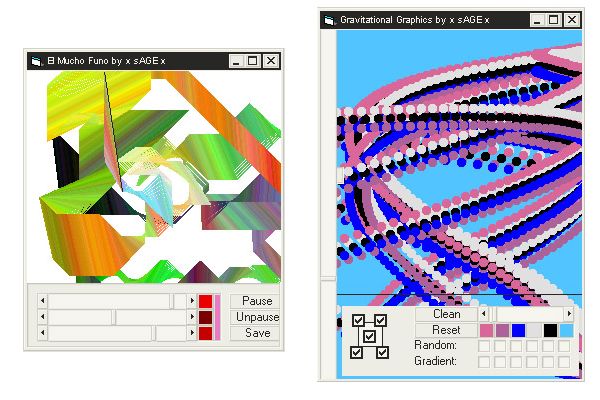 El Mucho Funo by x sAGE x
Pause
Unpause
Save
Gravitational Graphics by x sAGE x
Clean
Reset
Random:
Gradient: